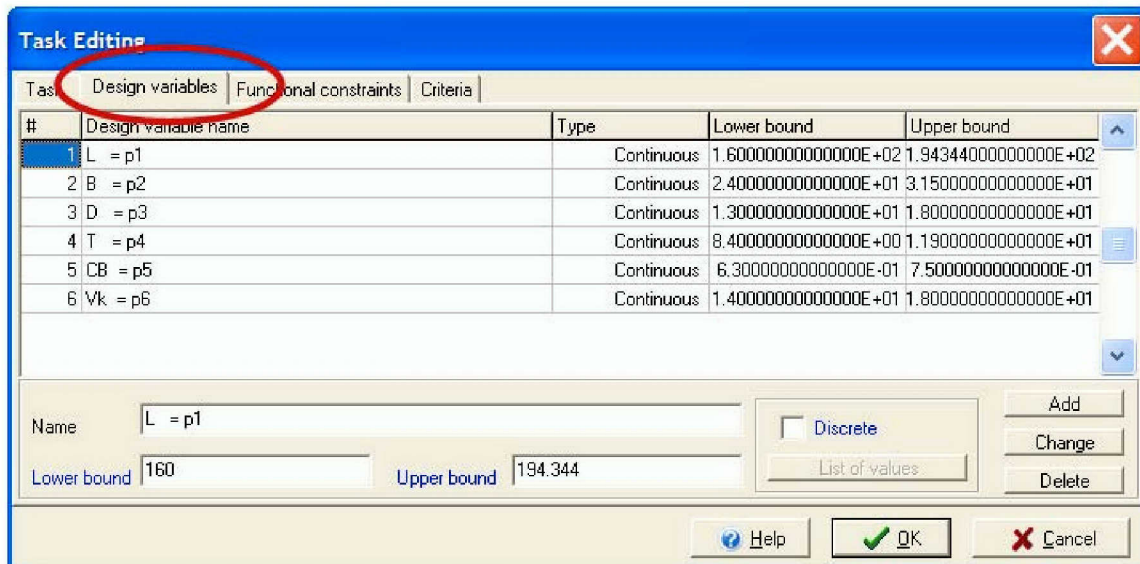 Task Editing
Task Design variables Functional constraints Criteria
# Design variable name Type Lower bound Upper bound
1 L = p1 Continuous 1.60000000000000E+02 1.94344000000000E+02
2 B = p2 Continuous 2.40000000000000E+01 3.15000000000000E+01
3 D = p3 Continuous 1.30000000000000E+01 1.80000000000000E+01
4 T = p4 Continuous 8.40000000000000E+00 1.19000000000000E+01
5 CB = p5 Continuous 6.30000000000000E-01 7.50000000000000E-01
6 Vk = p6 Continuous 1.40000000000000E+01 1.80000000000000E+01
Name L = p1
Discrete
Add
Change
Lower bound 160 Upper bound 194.344
List of values
Delete
Help OK Cancel